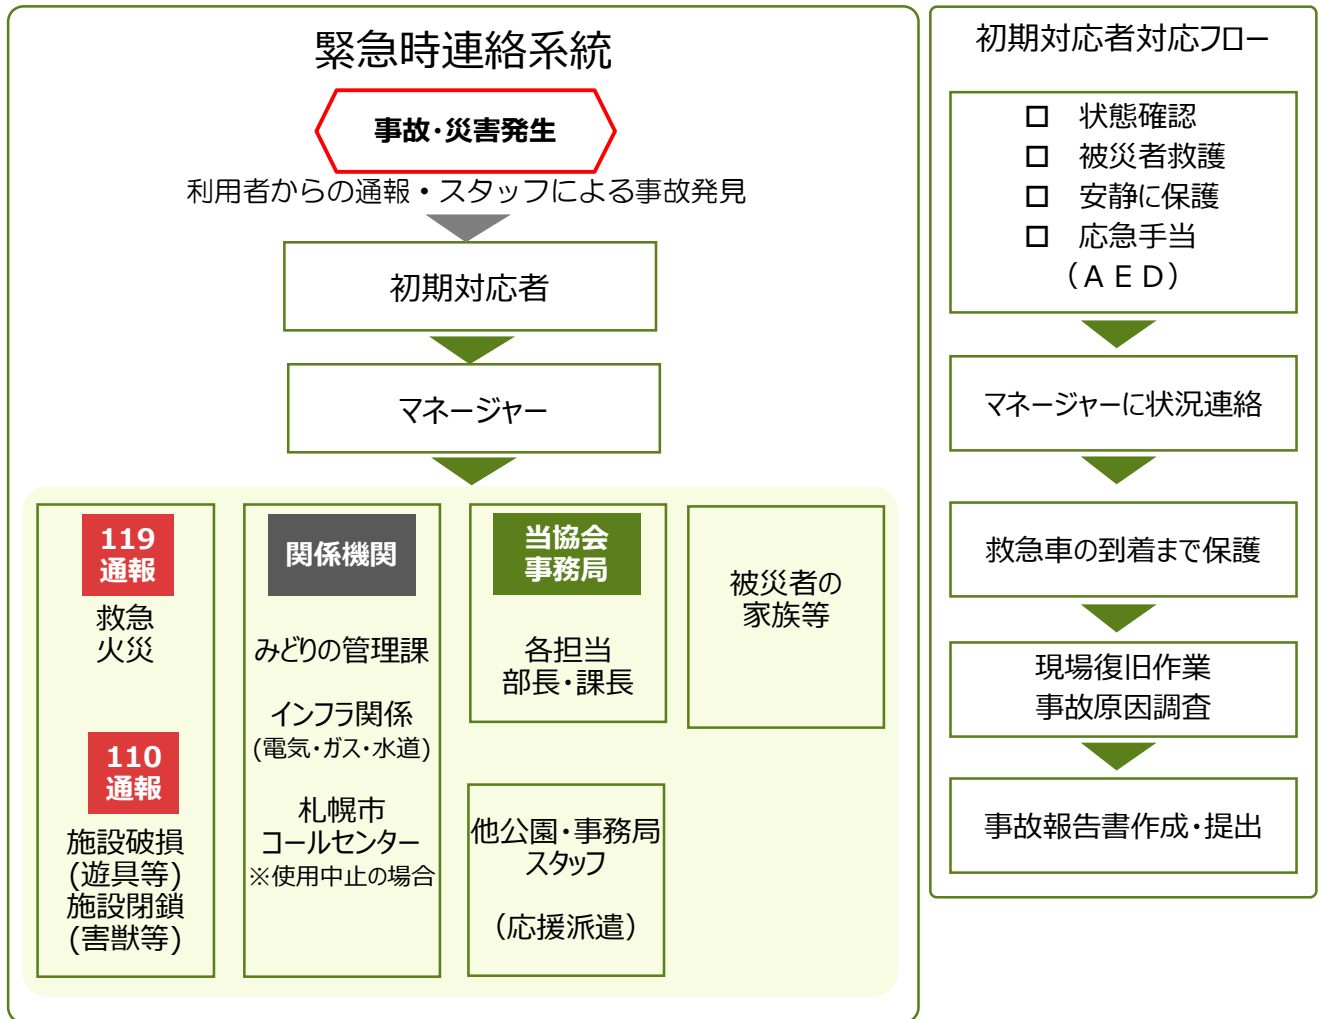 緊急時連絡系統
事故・災害発生
利用者からの通報・スタッフによる事故発見
初期対応者
マネージャー
119
通報
救急
火災
110
通報
施設破損
(遊具等)
施設閉鎖
(害獣等)
関係機関
みどりの管理課
インフラ関係
(電気・ガス・水道)
札幌市
コールセンター
※使用中止の場合
当協会
事務局
各担当
部長・課長
他公園・事務局
スタッフ
（応援派遣）
被災者の
家族等
初期対応者対応フロー
□ 状態確認
□ 被災者救護
□ 安静に保護
□ 応急手当
（ＡＥＤ）
マネージャーに状況連絡
救急車の到着まで保護
現場復旧作業
事故原因調査
事故報告書作成・提出